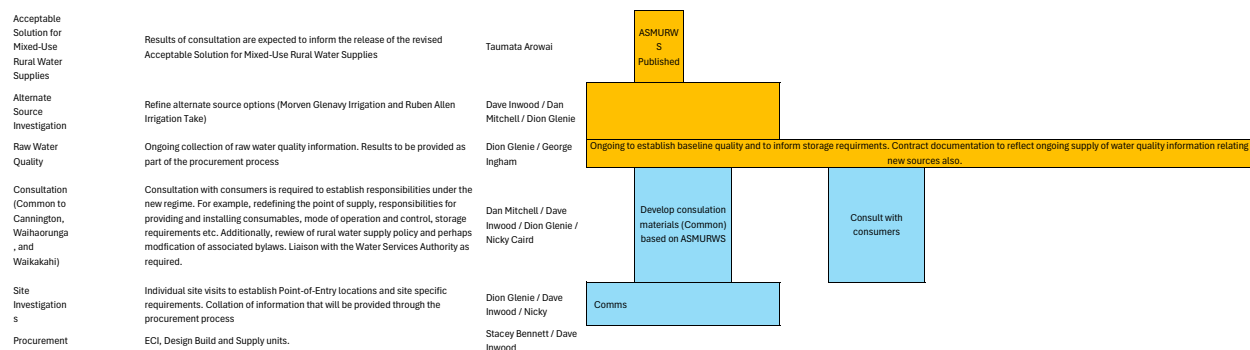 Acceptable
Solution for
Mixed-Use
Rural Water
Supplies
Results of consultation are expected to inform the release of the revised
Acceptable Solution for Mixed-Use Rural Water Supplies
Taumata Arowai
ASMURW
S
Published
Alternate
Source
Investigation
Refine alternate source options (Morven Glenavy Irrigation and Ruben Allen
Irrigation Take)
Dave Inwood / Dan
Mitchell / Dion Glenie
Raw Water
Quality
Ongoing collection of raw water quality information. Results to be provided as
part of the procurement process
Dion Glenie / George
Ingham
Ongoing to establish baseline quality and to inform storage requirments. Contract documentation to reflect ongoing supply of water quality information relating
new sources also.
Consultation
(Common to
Cannington,
Waihaorunga
, and
Waikakahi)
Consultation with consumers is required to establish responsibilities under the
new regime. For example, redefining the point of supply, responsibilities for
providing and installing consumables, mode of operation and control, storage
requirements etc. Additionally, rewiew of rural water supply policy and perhaps
modfication of associated bylaws. Liaison with the Water Services Authority as
required.
Dan Mitchell / Dave
Inwood / Dion Glenie /
Nicky Caird
Develop consulation
materials (Common)
based on ASMURWS
Consult with
consumers
Site
Investigation
s
Individual site visits to establish Point-of-Entry locations and site specific
requirements. Collation of information that will be provided through the
procurement process
Dion Glenie / Dave
Inwood / Nicky
Comms
Procurement
ECI, Design Build and Supply units.
Stacey Bennett / Dave
Inwood